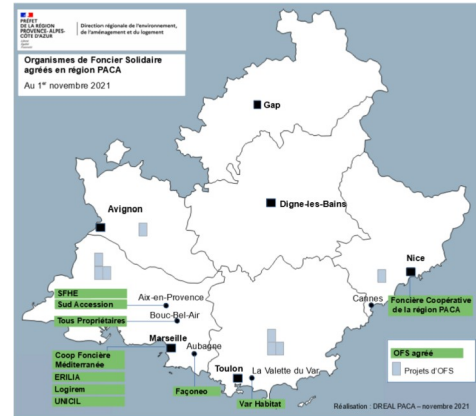 PRÉFET
DE LA RÉGION
PROVENCE- ALPES-
CÔTE D'AZUR
Direction régionale de l'environnement,
de l'aménagement et du logement
Organismes de Foncier Solidaire
agréés en région PACA
Au 1er novembre 2021
Gap
Digne-les-Bains
Avignon
Nice
Cannes
Foncière Coopérative
de la région PACA
SFHE
Sud Accession
Aix-en-Provence
Bouc-Bel-Air
Tous Propriétaires
Marseille
Aubagne
Coop Foncière
Méditerranée
ERILIA
Logirem
UNICIL
Façoneo
Toulon
La Valette du Var
Var Habitat
OFS agréé
Projets d'OFS
Réalisation : DREAL PACA – novembre 2021